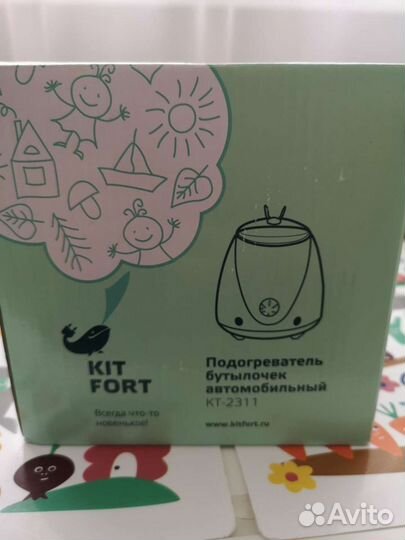 KIT
FORT
Всегда что-то
новенькое!
Подогреватель
бутылочек
автомобильный
КТ-2311
www.kitfort.ru
Avito